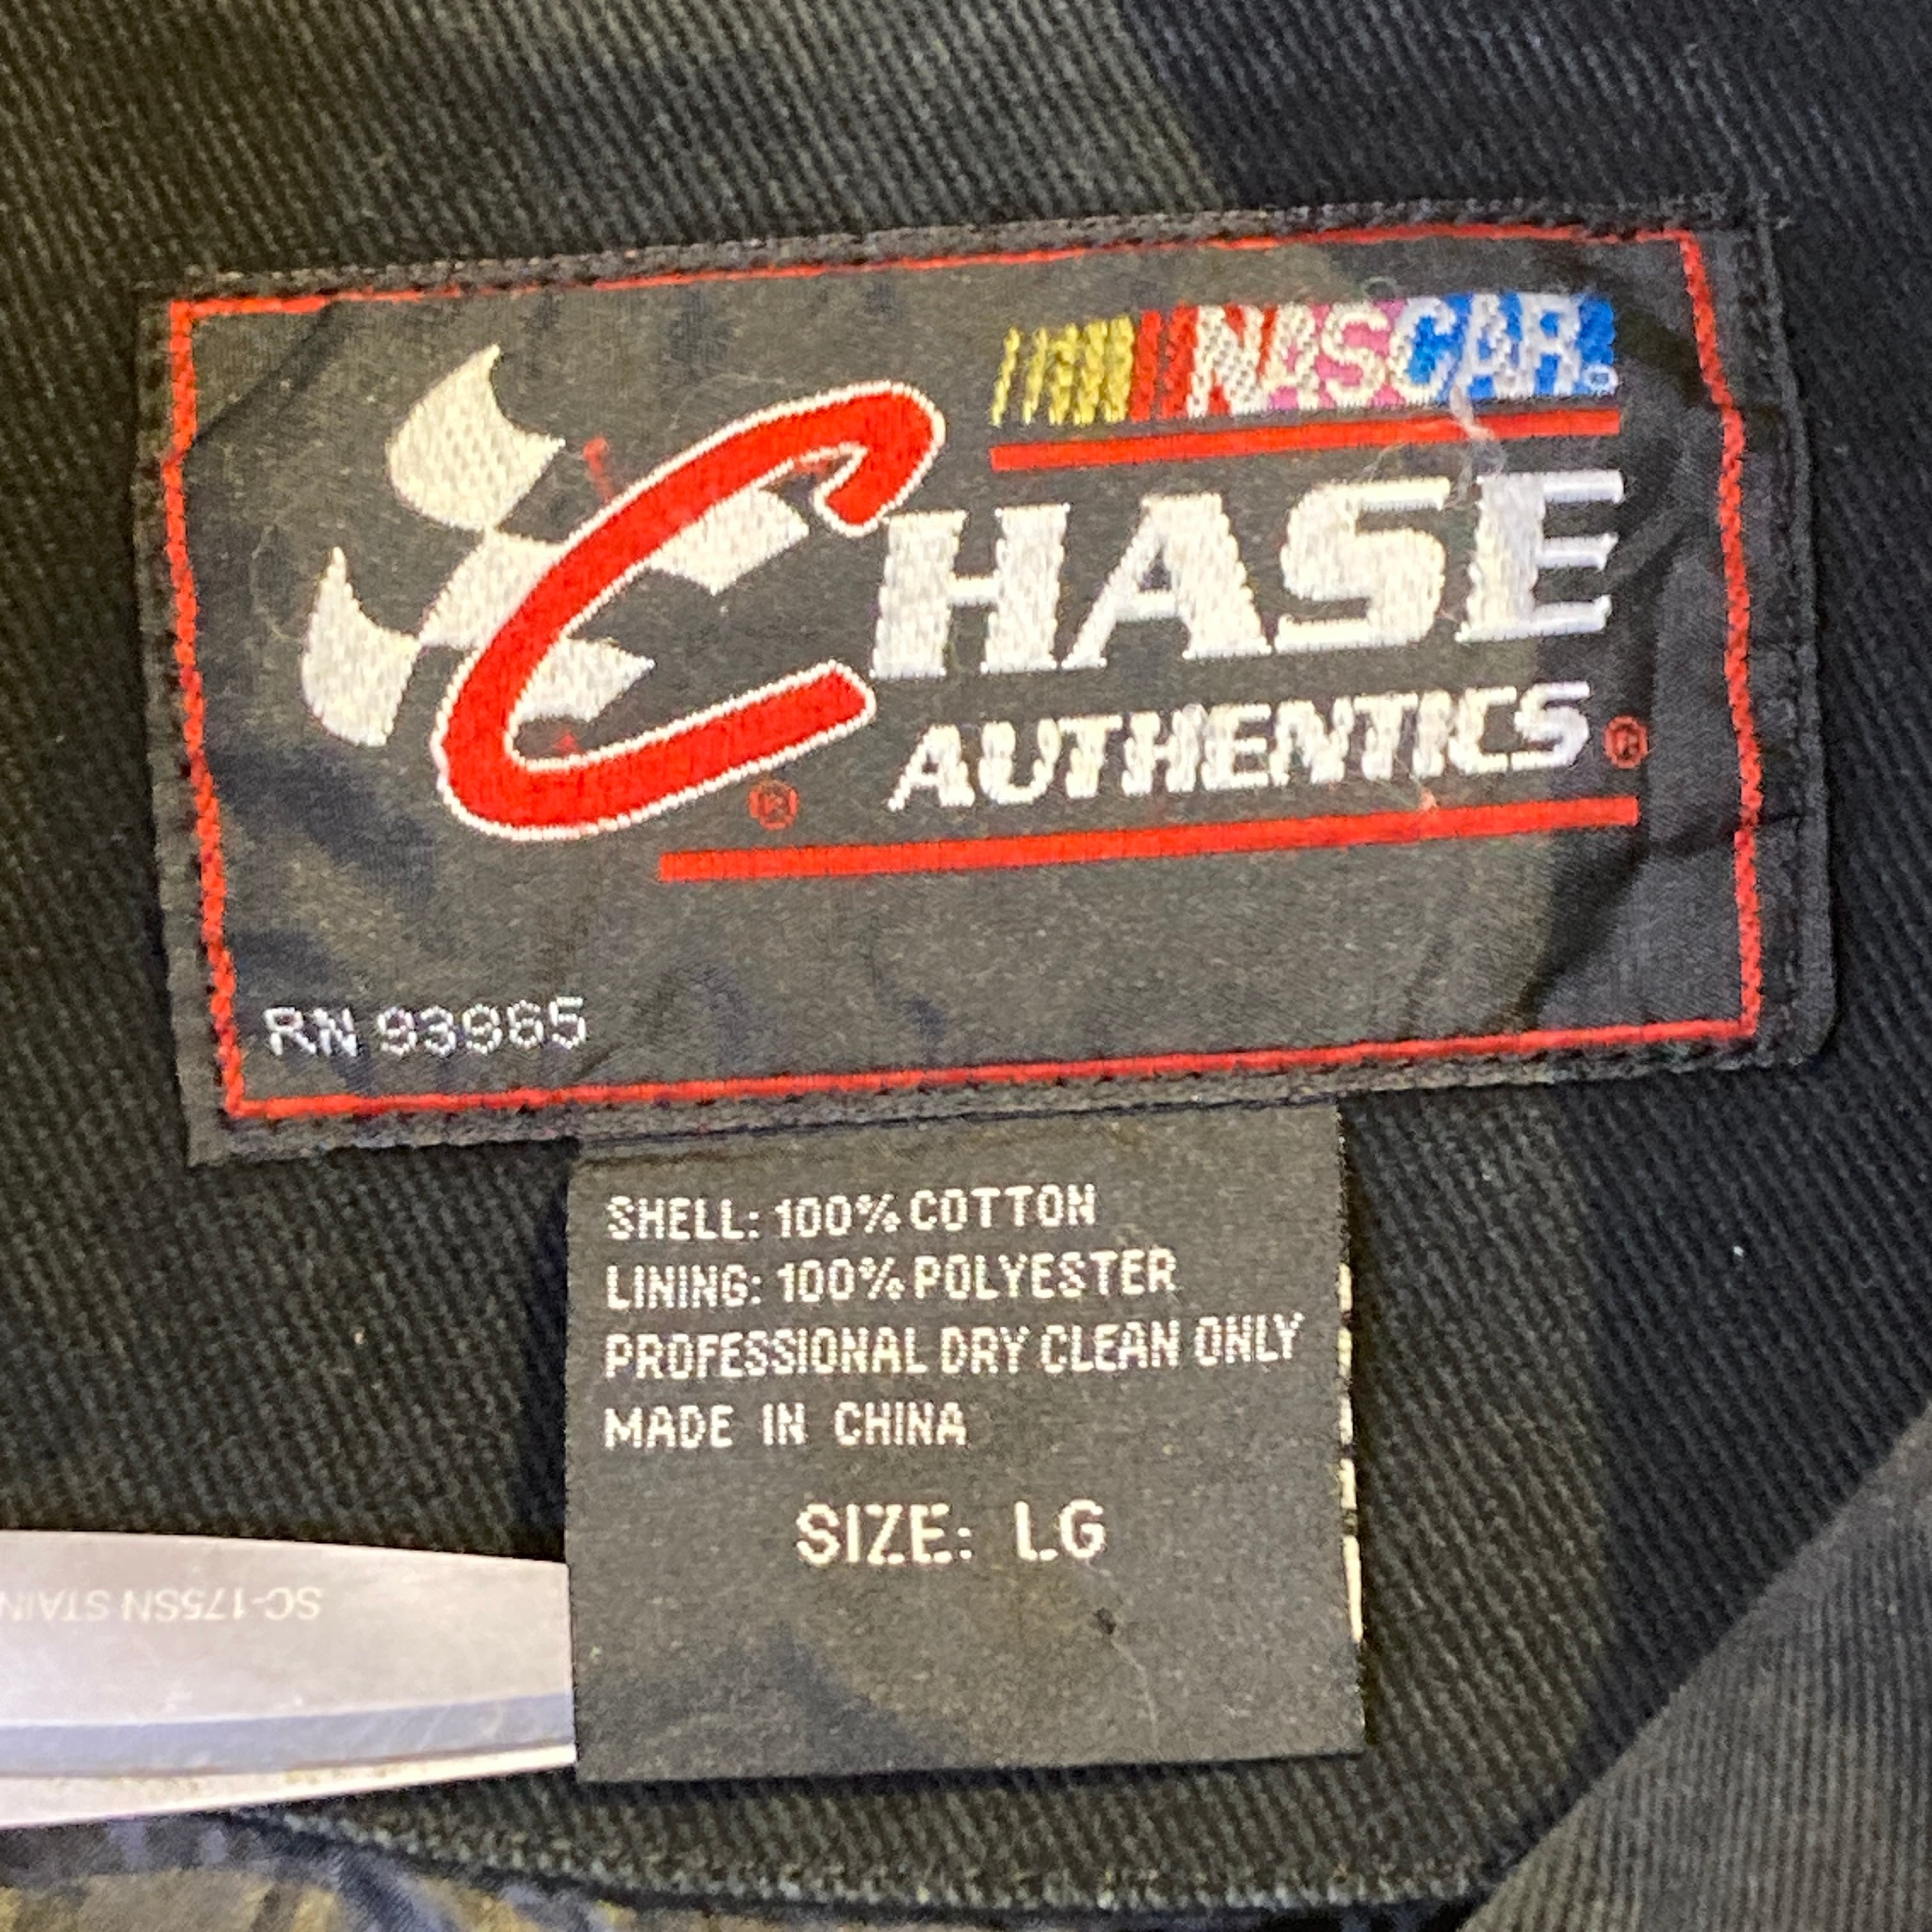 NASCAR®
CHASE
AUTHENTICS®
®
RN 93965
SHELL: 100% COTTON
LINING: 100% POLYESTER
PROFESSIONAL DRY CLEAN ONLY
MADE IN CHINA
SIZE: LG
SC-175SN STAIN